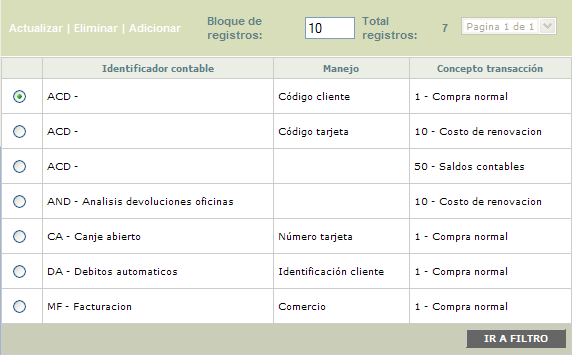 Actualizar | Eliminar | Adicionar
Bloque de registros: 10 Total registros: 7 Pagina 1 de 1
Identificador contable Manejo Concepto transacción
ACD - Código cliente 1 - Compra normal
ACD - Código tarjeta 10 - Costo de renovacion
ACD - 50 - Saldos contables
AND - Analisis devoluciones oficinas 10 - Costo de renovacion
CA - Canje abierto Número tarjeta 1 - Compra normal
DA - Debitos automaticos Identificación cliente 1 - Compra normal
MF - Facturacion Comercio 1 - Compra normal
IR A FILTRO